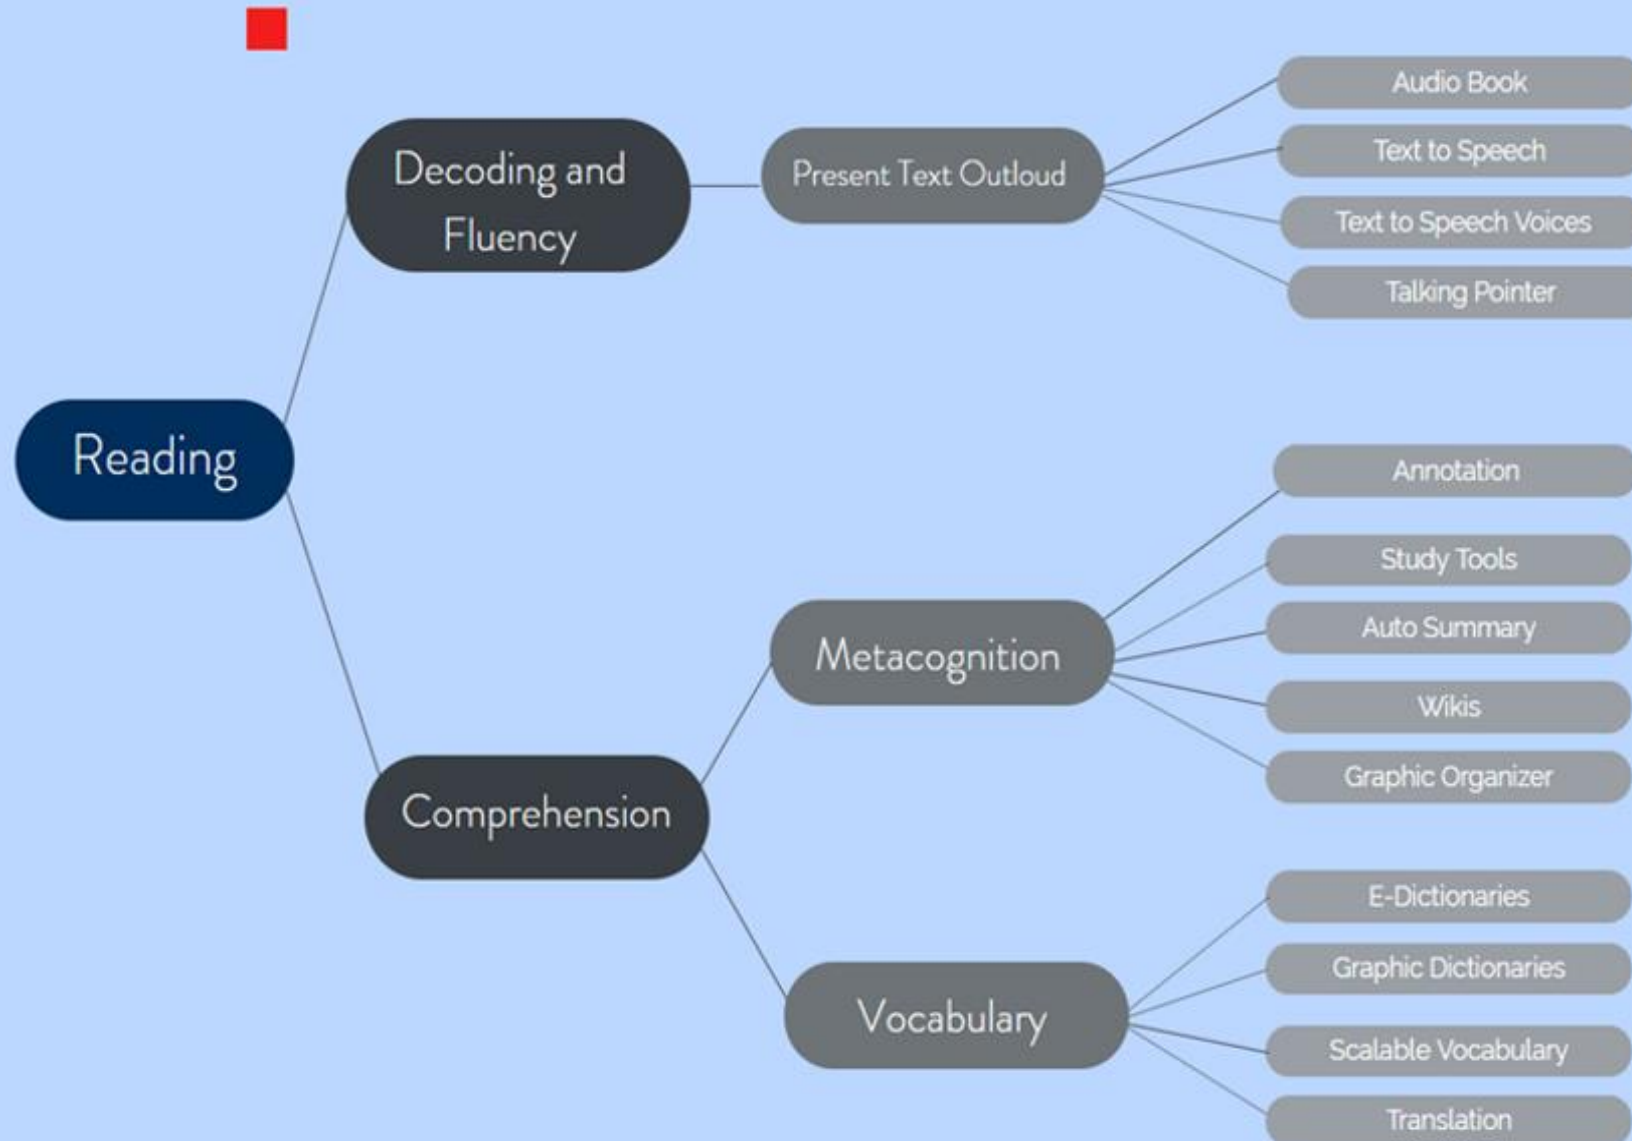 Reading
Decoding and
Fluency
Present Text Outloud
Audio Book
Text to Speech
Text to Speech Voices
Talking Pointer
Comprehension
Metacognition
Annotation
Study Tools
Auto Summary
Wikis
Graphic Organizer
Vocabulary
E-Dictionaries
Graphic Dictionaries
Scalable Vocabulary
Translation